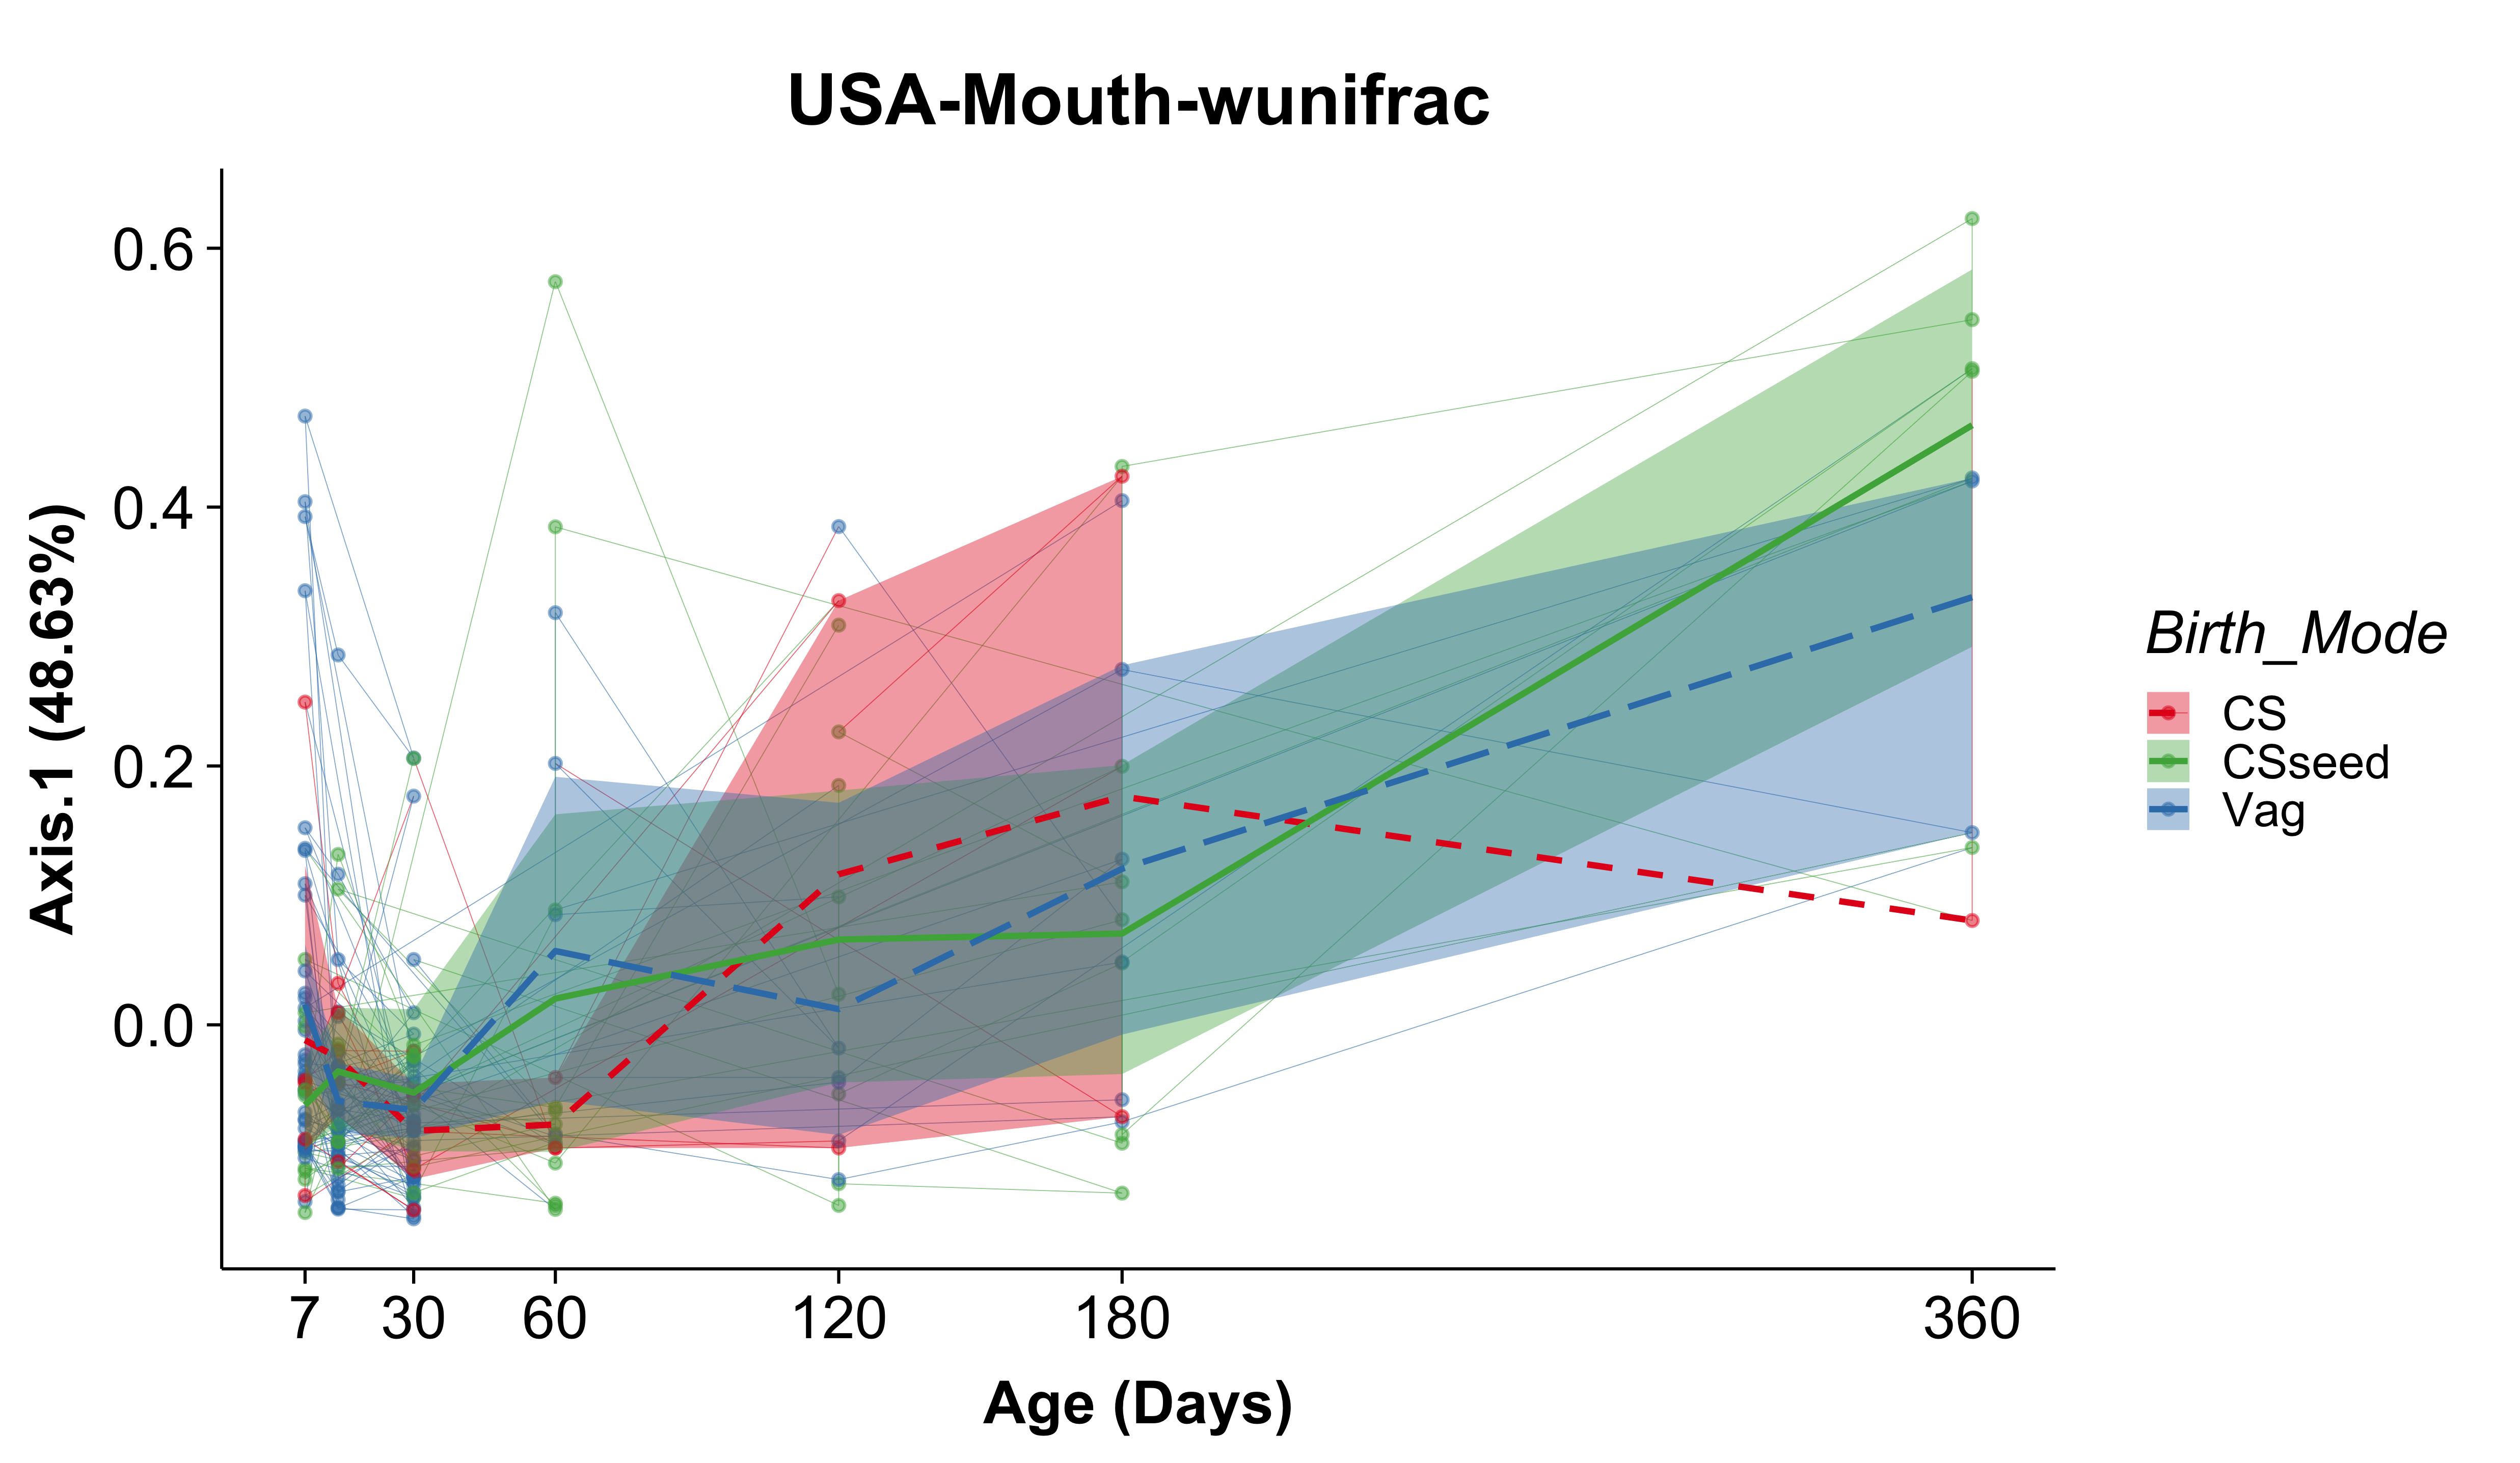 USA-Mouth-wunifrac
Axis.1 (48.63%)
0.6
0.4
0.2
0.0
7 30 60 120 180 360
Age (Days)
Birth_Mode
CS
CSseed
Vag